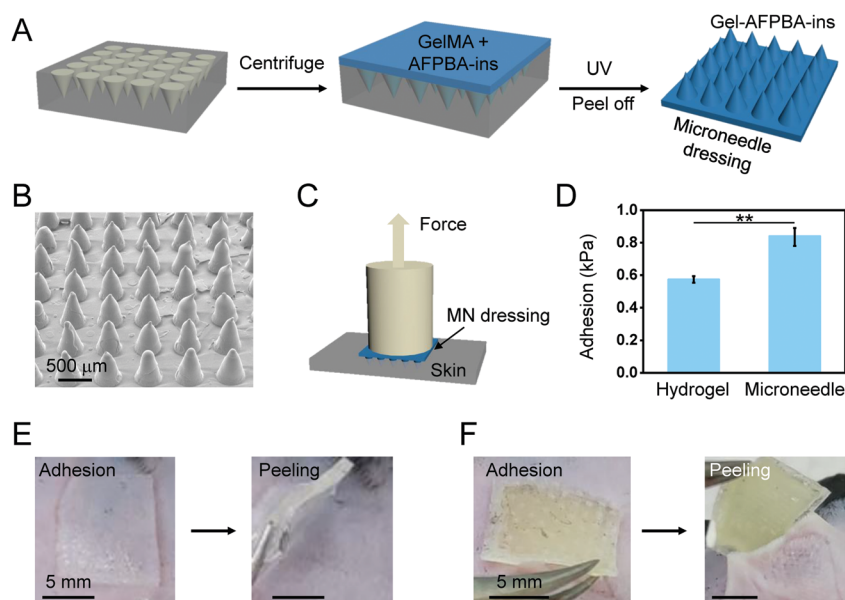 A
Centrifuge
GelMA +
AFPBA-ins
UV
Peel off
Gel-AFPBA-ins
Microneedle
dressing
B
500 μm
C
Force
MN dressing
Skin
D
Adhesion (kPa)
1.0
0.8
0.6
0.4
0.2
0.0
**
Hydrogel
Microneedle
E
Adhesion
5 mm
Peeling
F
Adhesion
5 mm
Peeling